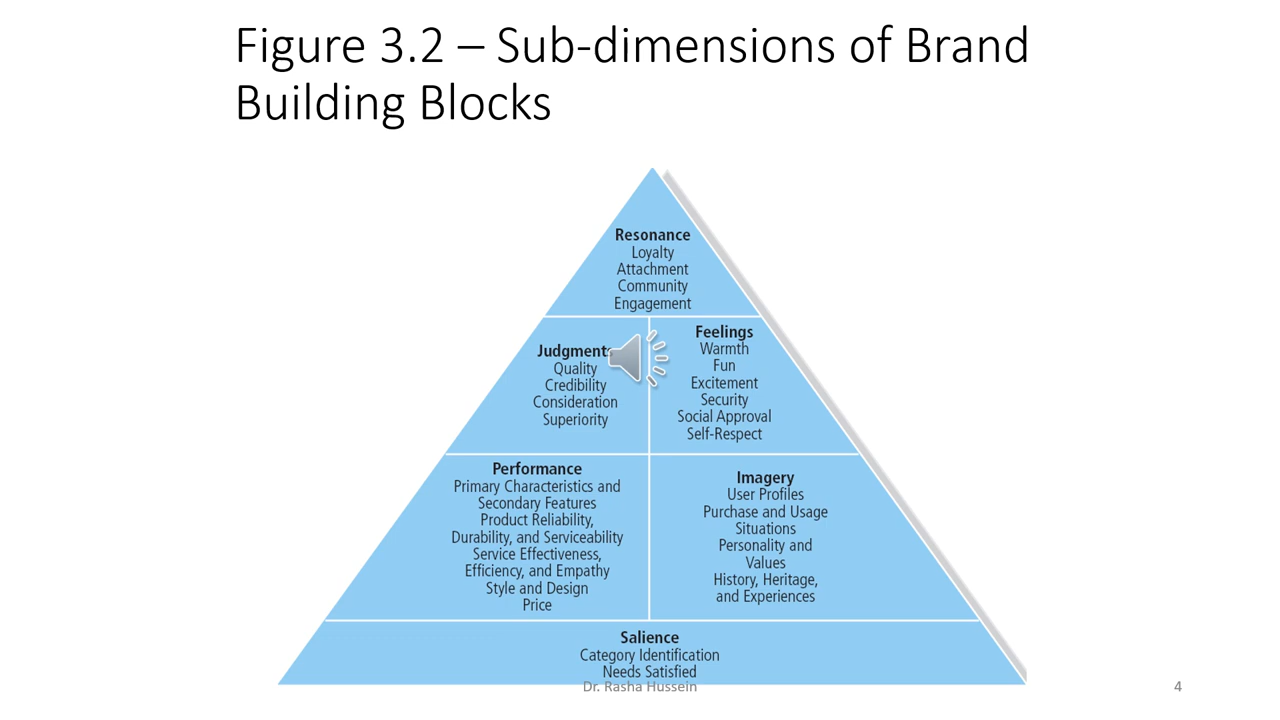 Figure 3.2 – Sub-dimensions of Brand
Building Blocks
Resonance
Loyalty
Attachment
Community
Engagement
Judgments
Quality
Credibility
Consideration
Superiority
Feelings
Warmth
Fun
Excitement
Security
Social Approval
Self-Respect
Performance
Primary Characteristics and
Secondary Features
Product Reliability,
Durability, and Serviceability
Service Effectiveness,
Efficiency, and Empathy
Style and Design
Price
Imagery
User Profiles
Purchase and Usage
Situations
Personality and
Values
History, Heritage,
and Experiences
Salience
Category Identification
Needs Satisfied
Dr. Rasha Hussein
4